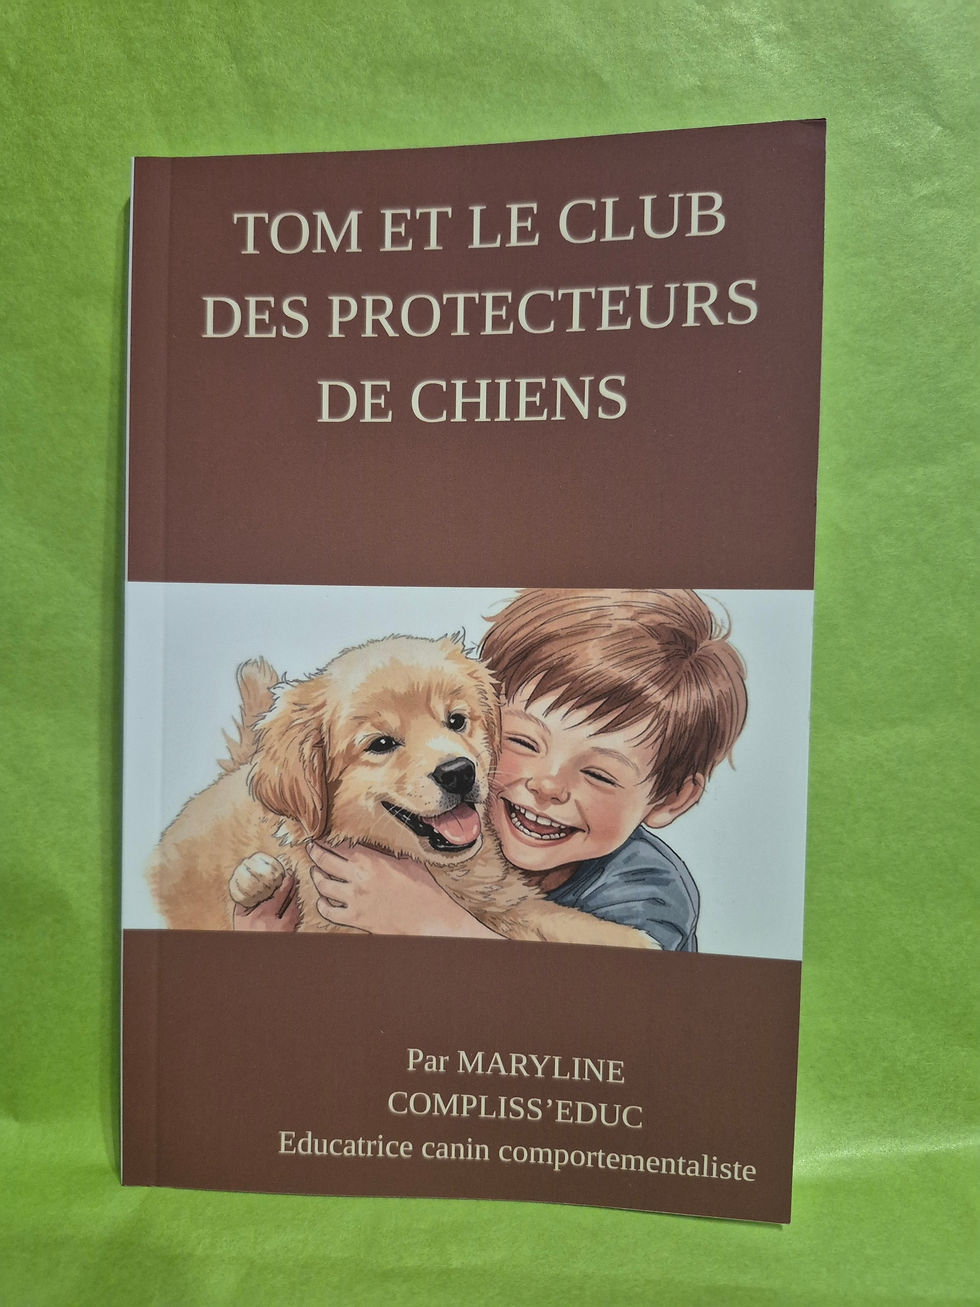 TOM ET LE CLUB
DES PROTECTEURS
DE CHIENS
Par MARYLINE
COMPLISS'EDUC
Educatrice canin comportementaliste